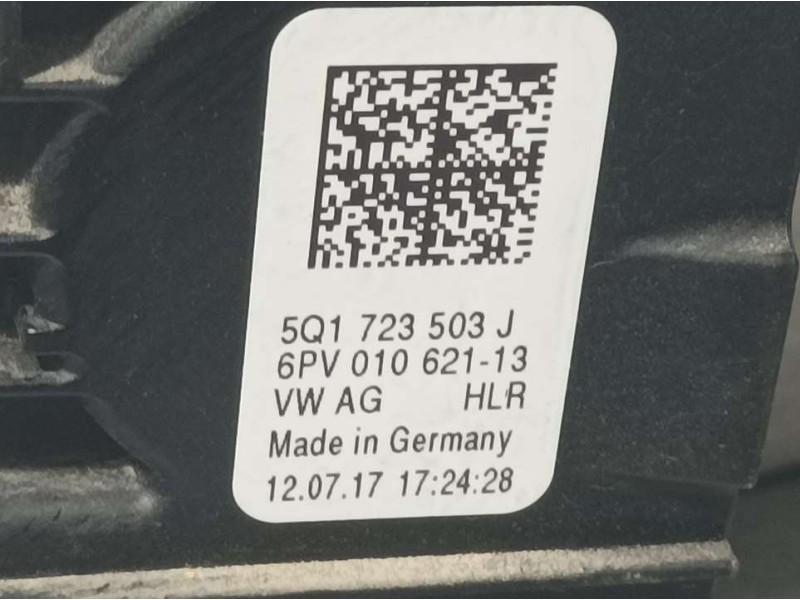 5Q1 723 503 J
6PV 010 621-13
VW AG HLR
Made in Germany
12.07.17 17:24:28